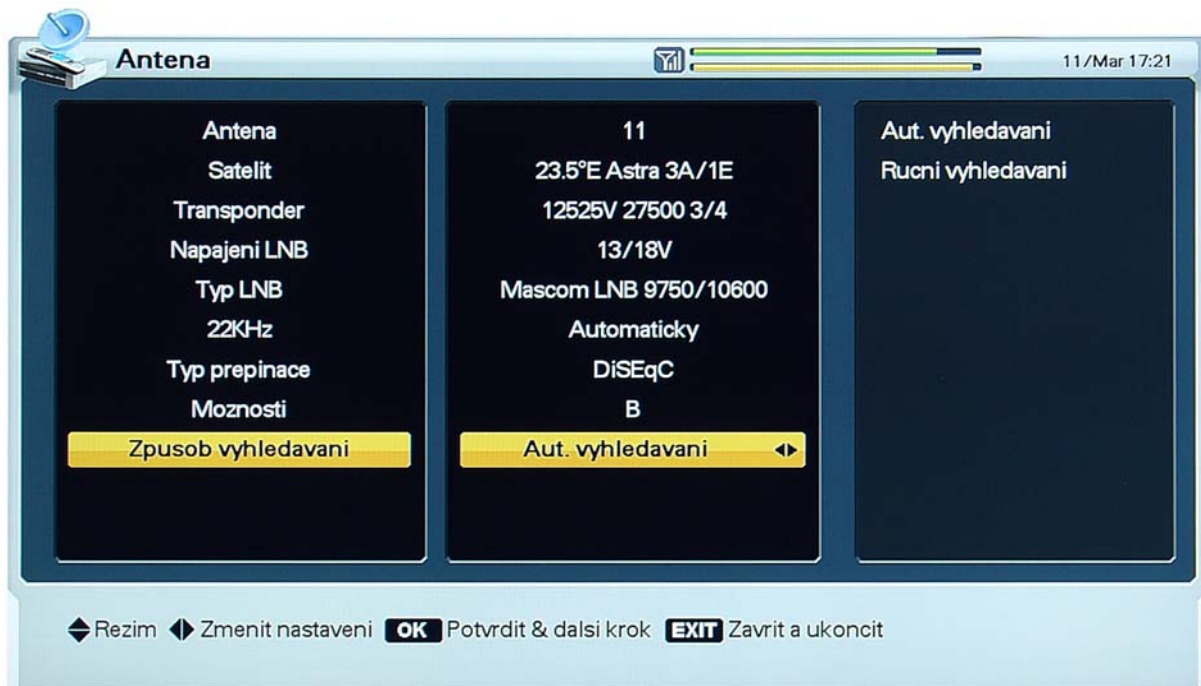 Antena
11/Mar 17:21
Antena 11
Satelit 23.5°E Astra 3A/1E
Transponder 12525V 27500 3/4
Napajeni LNB 13/18V
Typ LNB Mascom LNB 9750/10600
22KHz Automaticky
Typ prepinace DiSEqC
Moznosti B
Zpusob vyhledavani Aut. vyhledavani
Aut. vyhledavani
Rucni vyhledavani
Rezim Zmenit nastaveni OK Potvrdit & dalsi krok EXIT Zavrit a ukoncit